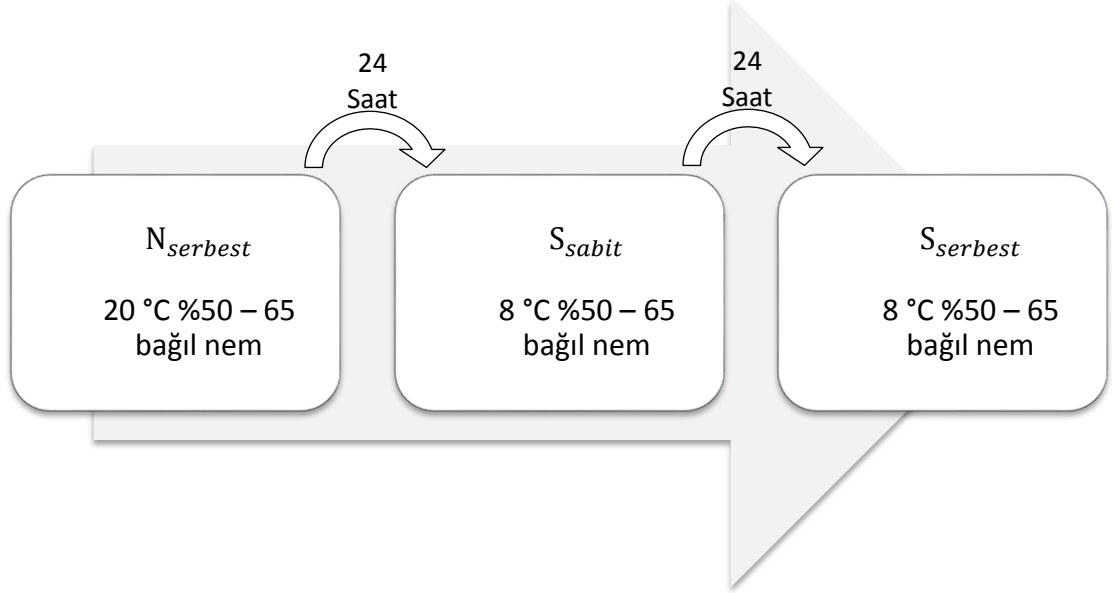 24
Saat
24
Saat
N_serbest
20 °C %50 – 65
bağıl nem
S_sabit
8 °C %50 – 65
bağıl nem
S_serbest
8 °C %50 – 65
bağıl nem